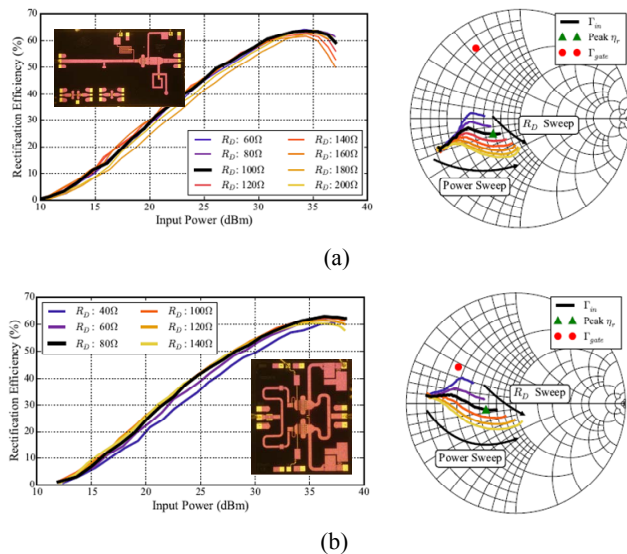 Rectification Efficiency (%)
70
60
50
40
30
20
10
0
10 15 20 25 30 35 40
Input Power (dBm)
R_D : 60Ω
R_D : 80Ω
R_D : 100Ω
R_D : 120Ω
R_D : 140Ω
R_D : 160Ω
R_D : 180Ω
R_D : 200Ω
Γ_in
Peak η_r
Γ_gate
R_D Sweep
Power Sweep
(a)
Rectification Efficiency (%)
70
60
50
40
30
20
10
0
10 15 20 25 30 35 40
Input Power (dBm)
R_D : 40Ω
R_D : 60Ω
R_D : 80Ω
R_D : 100Ω
R_D : 120Ω
R_D : 140Ω
Γ_in
Peak η_r
Γ_gate
R_D Sweep
Power Sweep
(b)